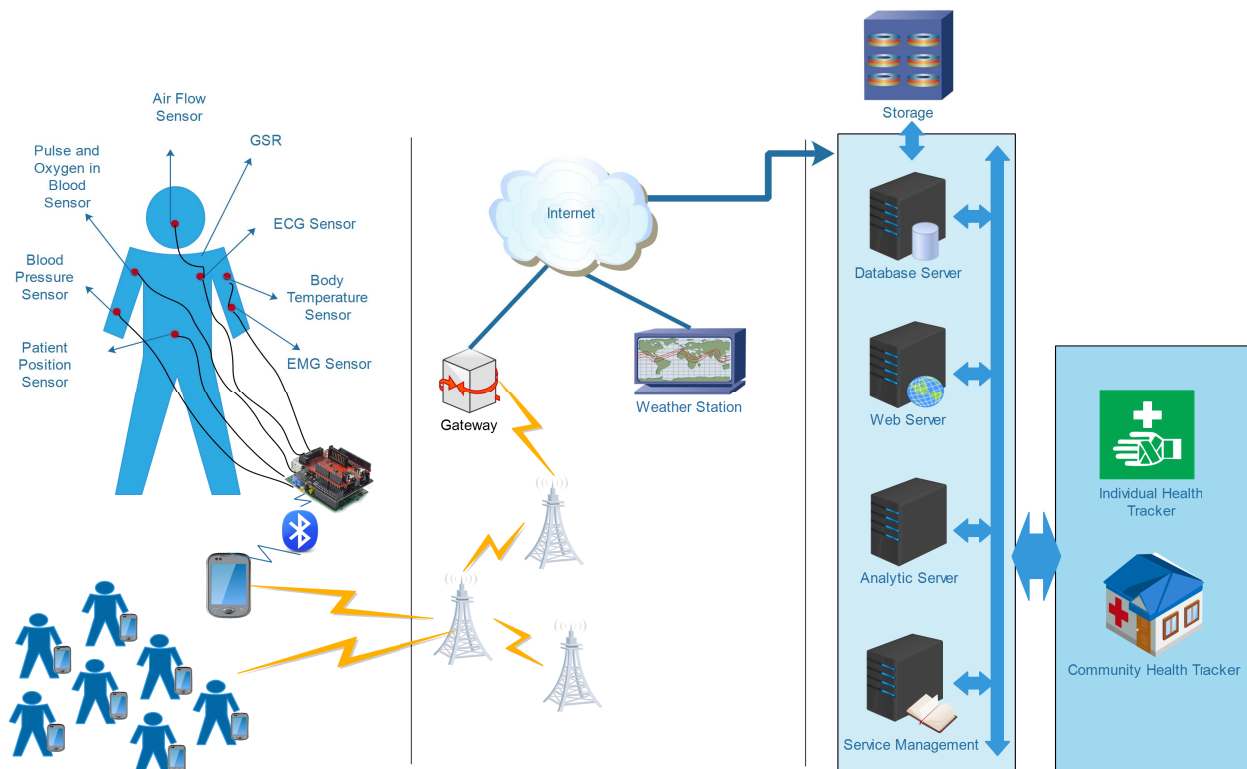 Air Flow
Sensor
GSR
Pulse and
Oxygen in
Blood
Sensor
ECG Sensor
Blood
Pressure
Sensor
Body
Temperature
Sensor
Patient
Position
Sensor
EMG Sensor
Internet
Gateway
Weather Station
Storage
Database Server
Web Server
Analytic Server
Service Management
Individual Health
Tracker
Community Health Tracker